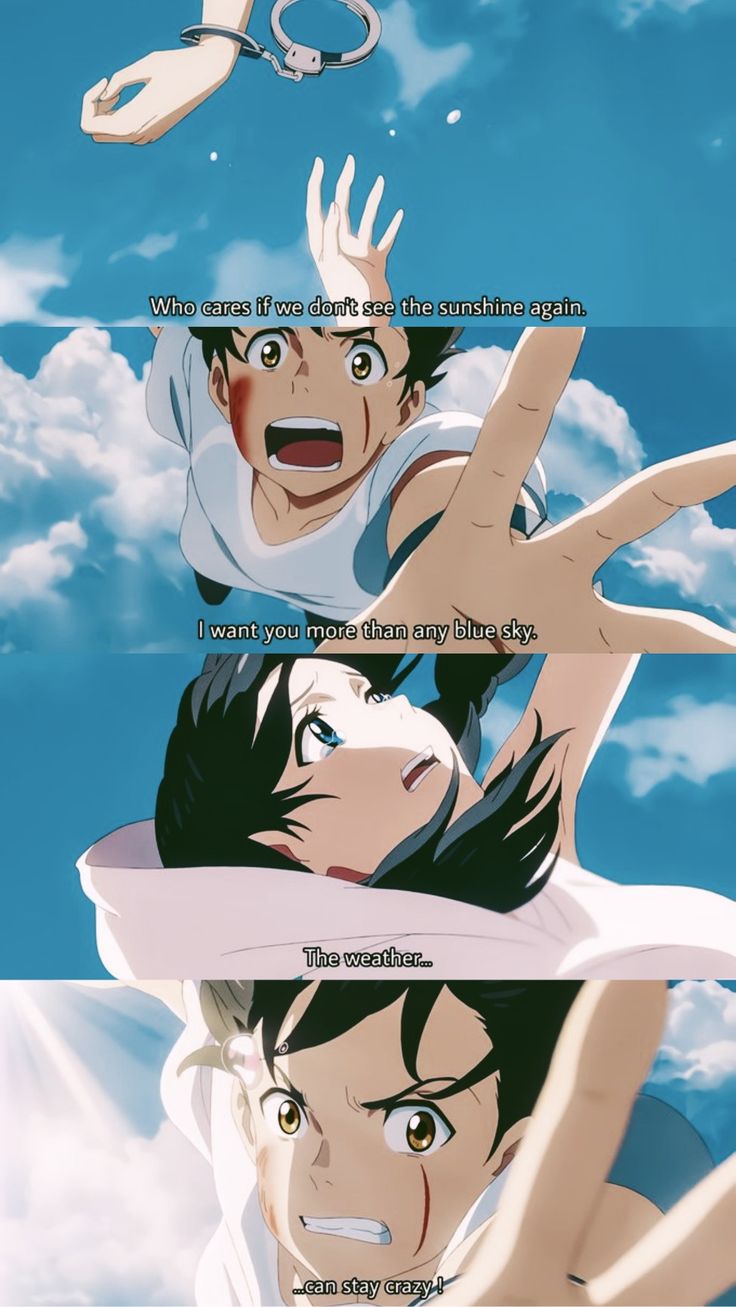 Who cares if we don't see the sunshine again.
I want you more than any blue sky.
The weather...
...can stay crazy !